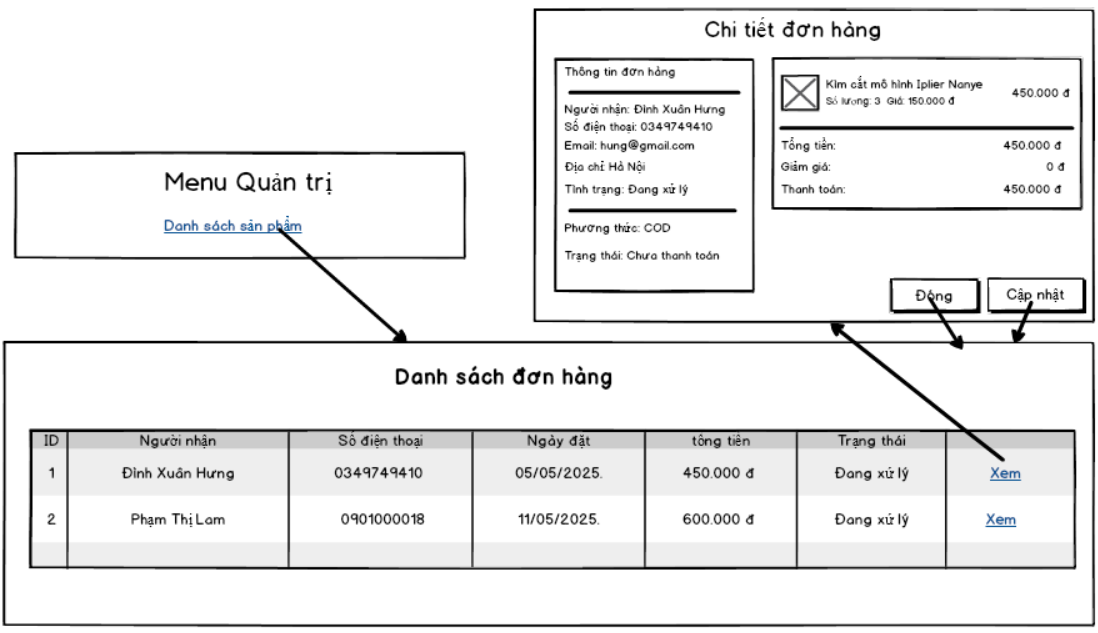 Chi tiết đơn hàng
Thông tin đơn hàng
Người nhận: Đinh Xuân Hưng
Số điện thoại: 0349749410
Email: hung@gmail.com
Địa chỉ: Hà Nội
Tình trạng: Đang xử lý
Phương thức: COD
Trạng thái: Chưa thanh toán
Kìm cắt mô hình Iplier Nanye
Số lượng: 3 Giá: 150.000 đ
450.000 đ
Tổng tiền: 450.000 đ
Giảm giá: 0 đ
Thanh toán: 450.000 đ
Đóng
Cập nhật
Menu Quản trị
Danh sách sản phẩm
Danh sách đơn hàng
ID Người nhận Số điện thoại Ngày đặt tổng tiền Trạng thái
1 Đinh Xuân Hưng 0349749410 05/05/2025. 450.000 đ Đang xử lý Xem
2 Phạm Thị Lam 0901000018 11/05/2025. 600.000 đ Đang xử lý Xem